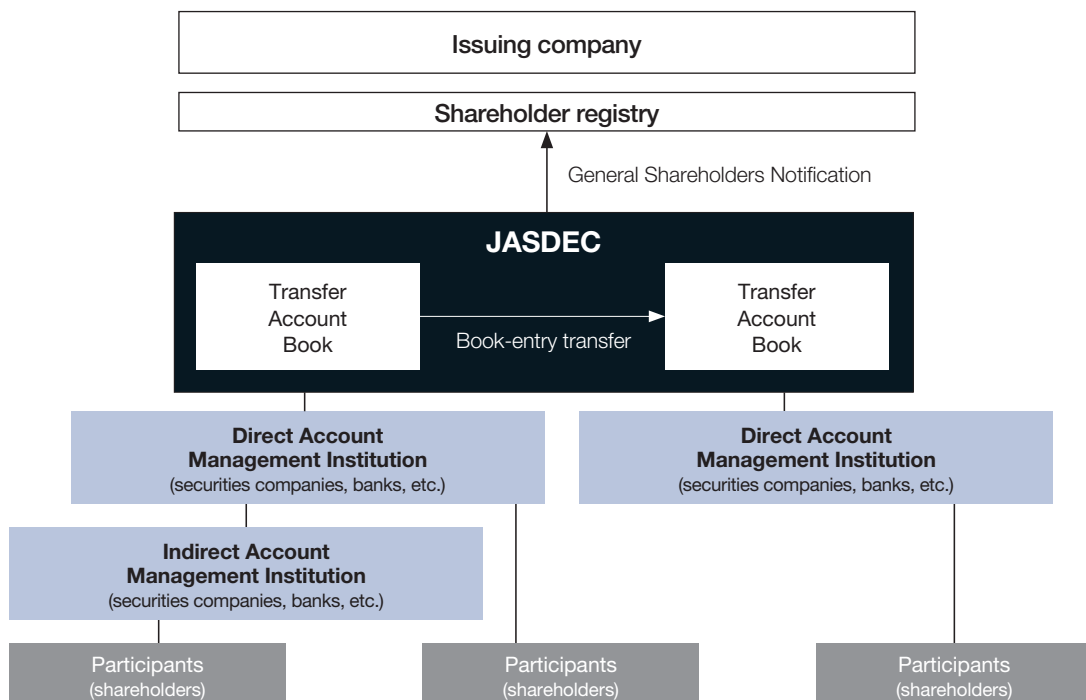 Issuing company
Shareholder registry
General Shareholders Notification
JASDEC
Transfer
Account
Book
Book-entry transfer
Transfer
Account
Book
Direct Account
Management Institution
(securities companies, banks, etc.)
Direct Account
Management Institution
(securities companies, banks, etc.)
Indirect Account
Management Institution
(securities companies, banks, etc.)
Participants
(shareholders)
Participants
(shareholders)
Participants
(shareholders)